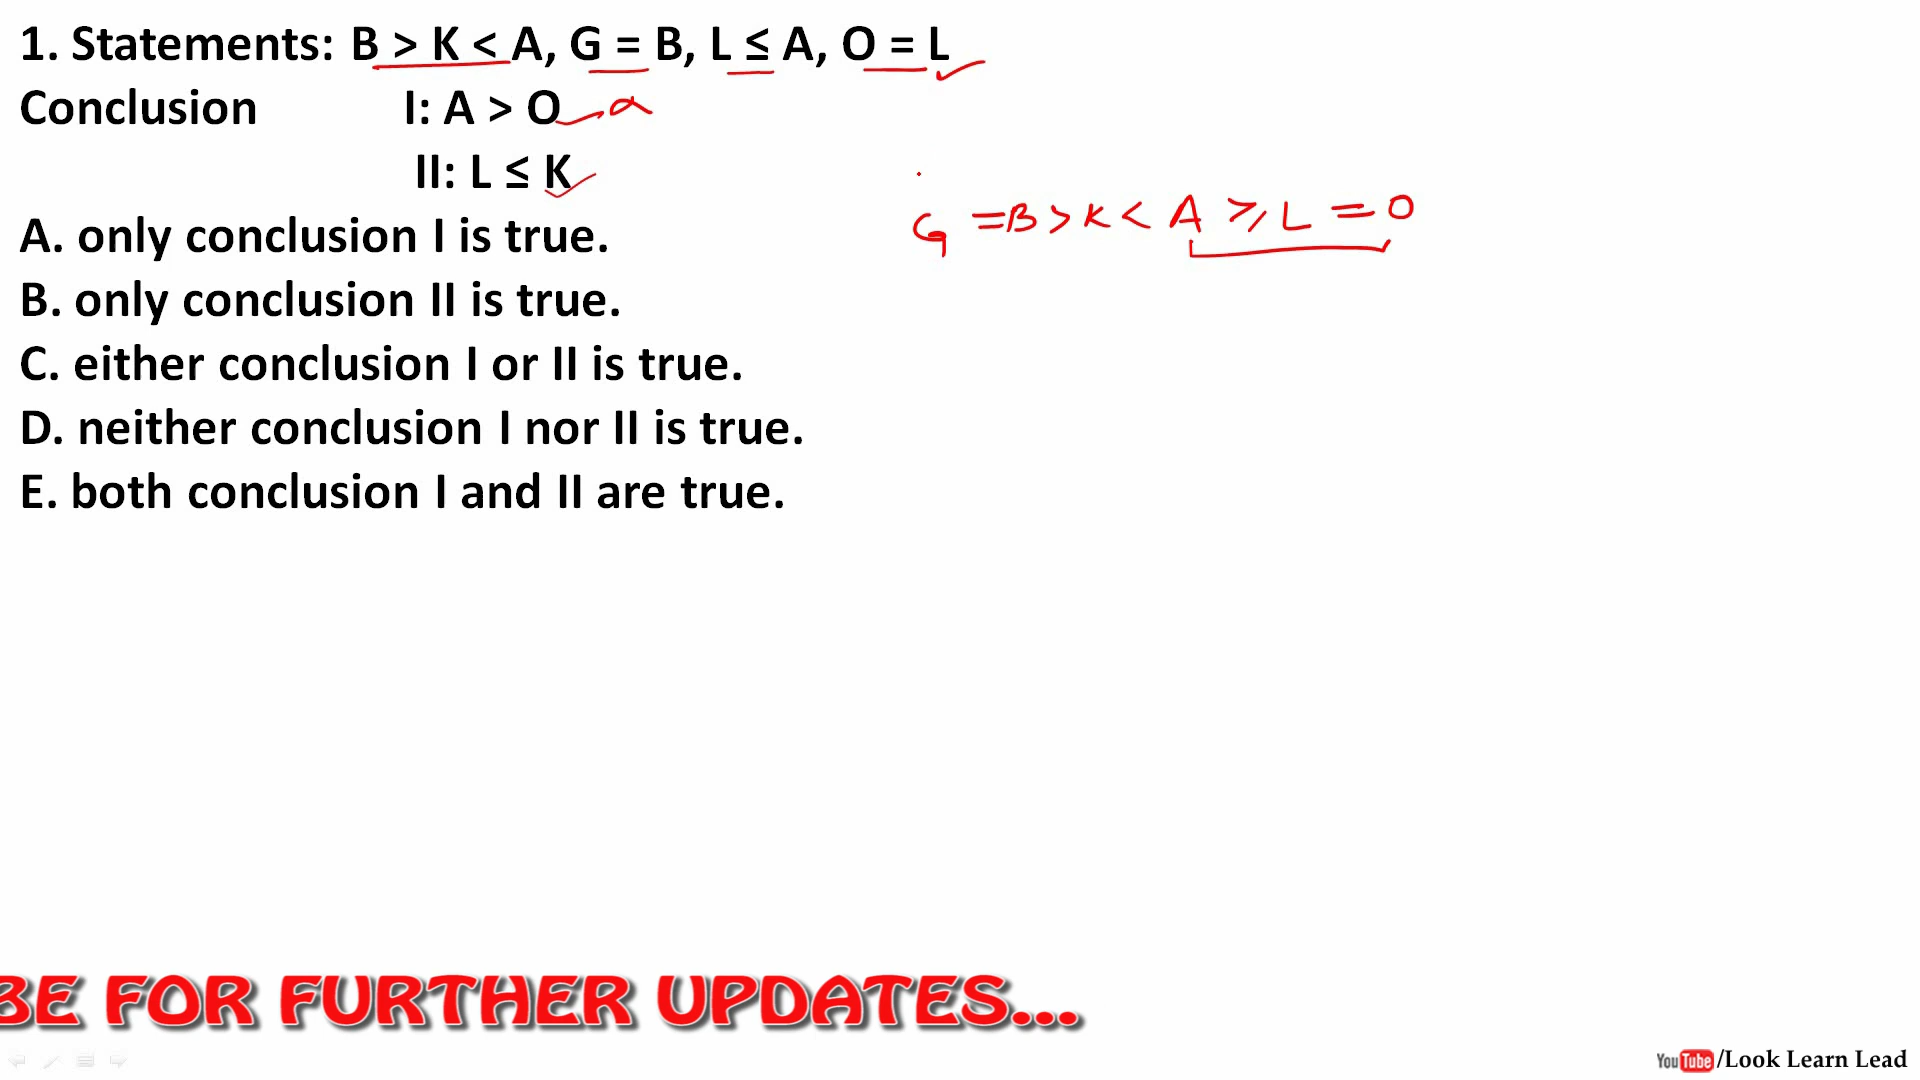 1. Statements: B > K < A, G = B, L ≤ A, O = L
Conclusion I: A > O
II: L ≤ K
G = B > K < A ≥ L = O
A. only conclusion I is true.
B. only conclusion II is true.
C. either conclusion I or II is true.
D. neither conclusion I nor II is true.
E. both conclusion I and II are true.
BE FOR FURTHER UPDATES...
YouTube/Look Learn Lead